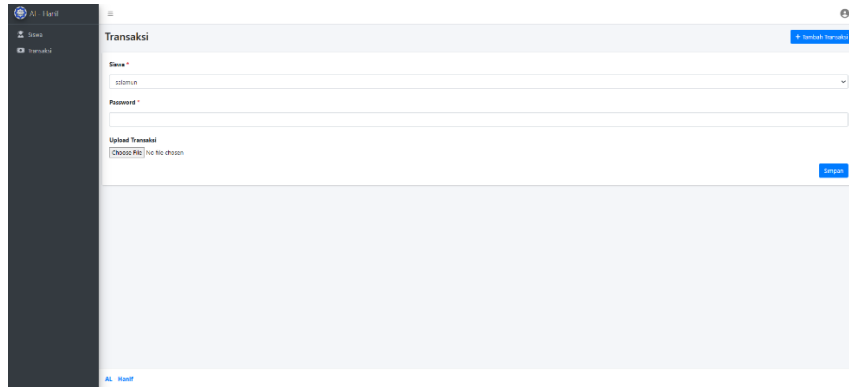 AL - Hanif
Siswa
Transaksi
Transaksi
+ Tambah Transaksi
Siswa *
salamun
Password *
Upload Transaksi
Choose File No file chosen
Simpan
AL Hanif